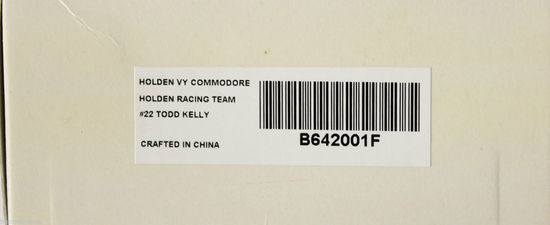 HOLDEN VY COMMODORE
HOLDEN RACING TEAM
#22 TODD KELLY
CRAFTED IN CHINA
B642001F